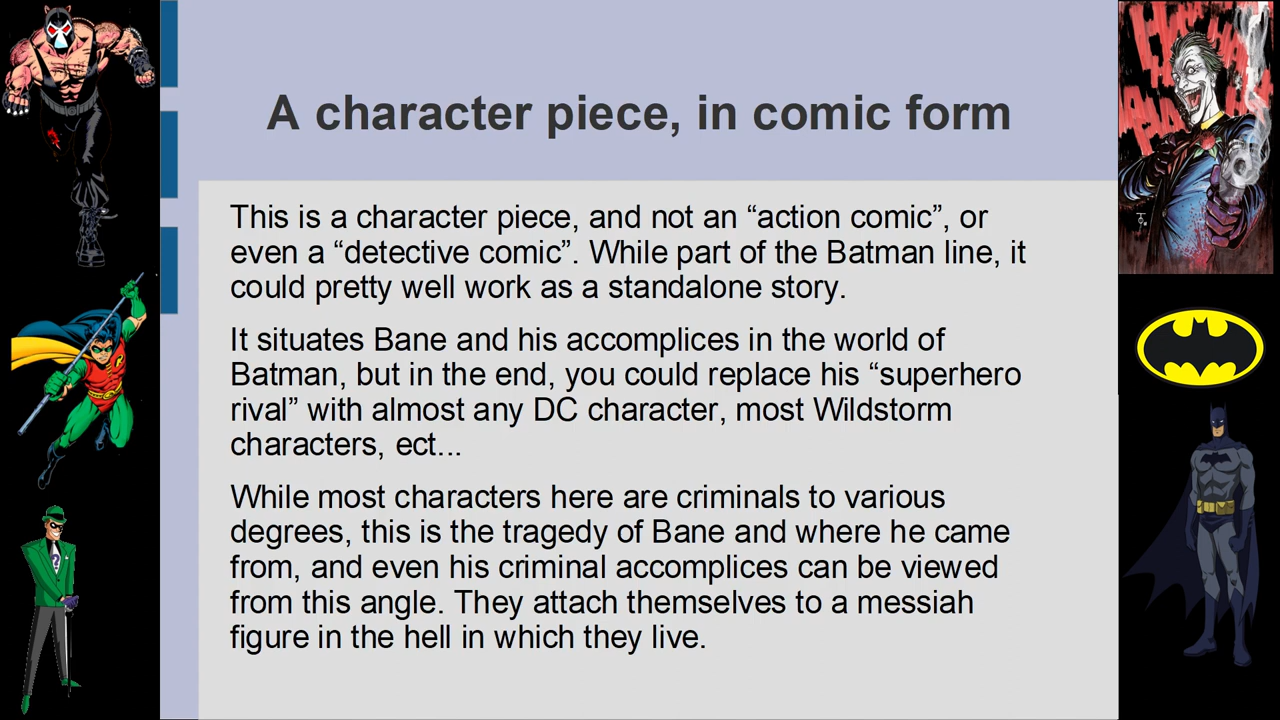 A character piece, in comic form
This is a character piece, and not an “action comic”, or
even a “detective comic”. While part of the Batman line, it
could pretty well work as a standalone story.
It situates Bane and his accomplices in the world of
Batman, but in the end, you could replace his “superhero
rival” with almost any DC character, most Wildstorm
characters, ect...
While most characters here are criminals to various
degrees, this is the tragedy of Bane and where he came
from, and even his criminal accomplices can be viewed
from this angle. They attach themselves to a messiah
figure in the hell in which they live.